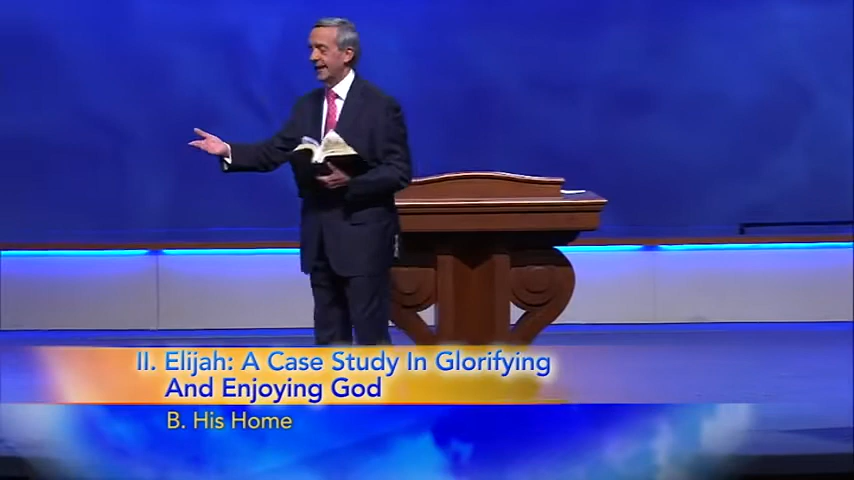 II. Elijah: A Case Study In Glorifying
And Enjoying God
B. His Home